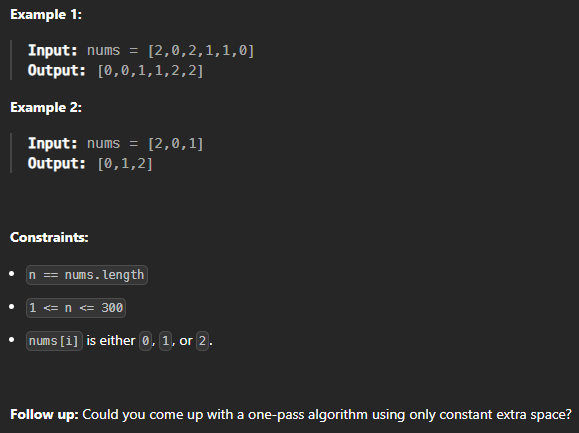 Example 1:
Input: nums = [2,0,2,1,1,0]
Output: [0,0,1,1,2,2]
Example 2:
Input: nums = [2,0,1]
Output: [0,1,2]
Constraints:
• n == nums.length
• 1 <= n <= 300
• nums[i] is either 0, 1, or 2.
Follow up: Could you come up with a one-pass algorithm using only constant extra space?